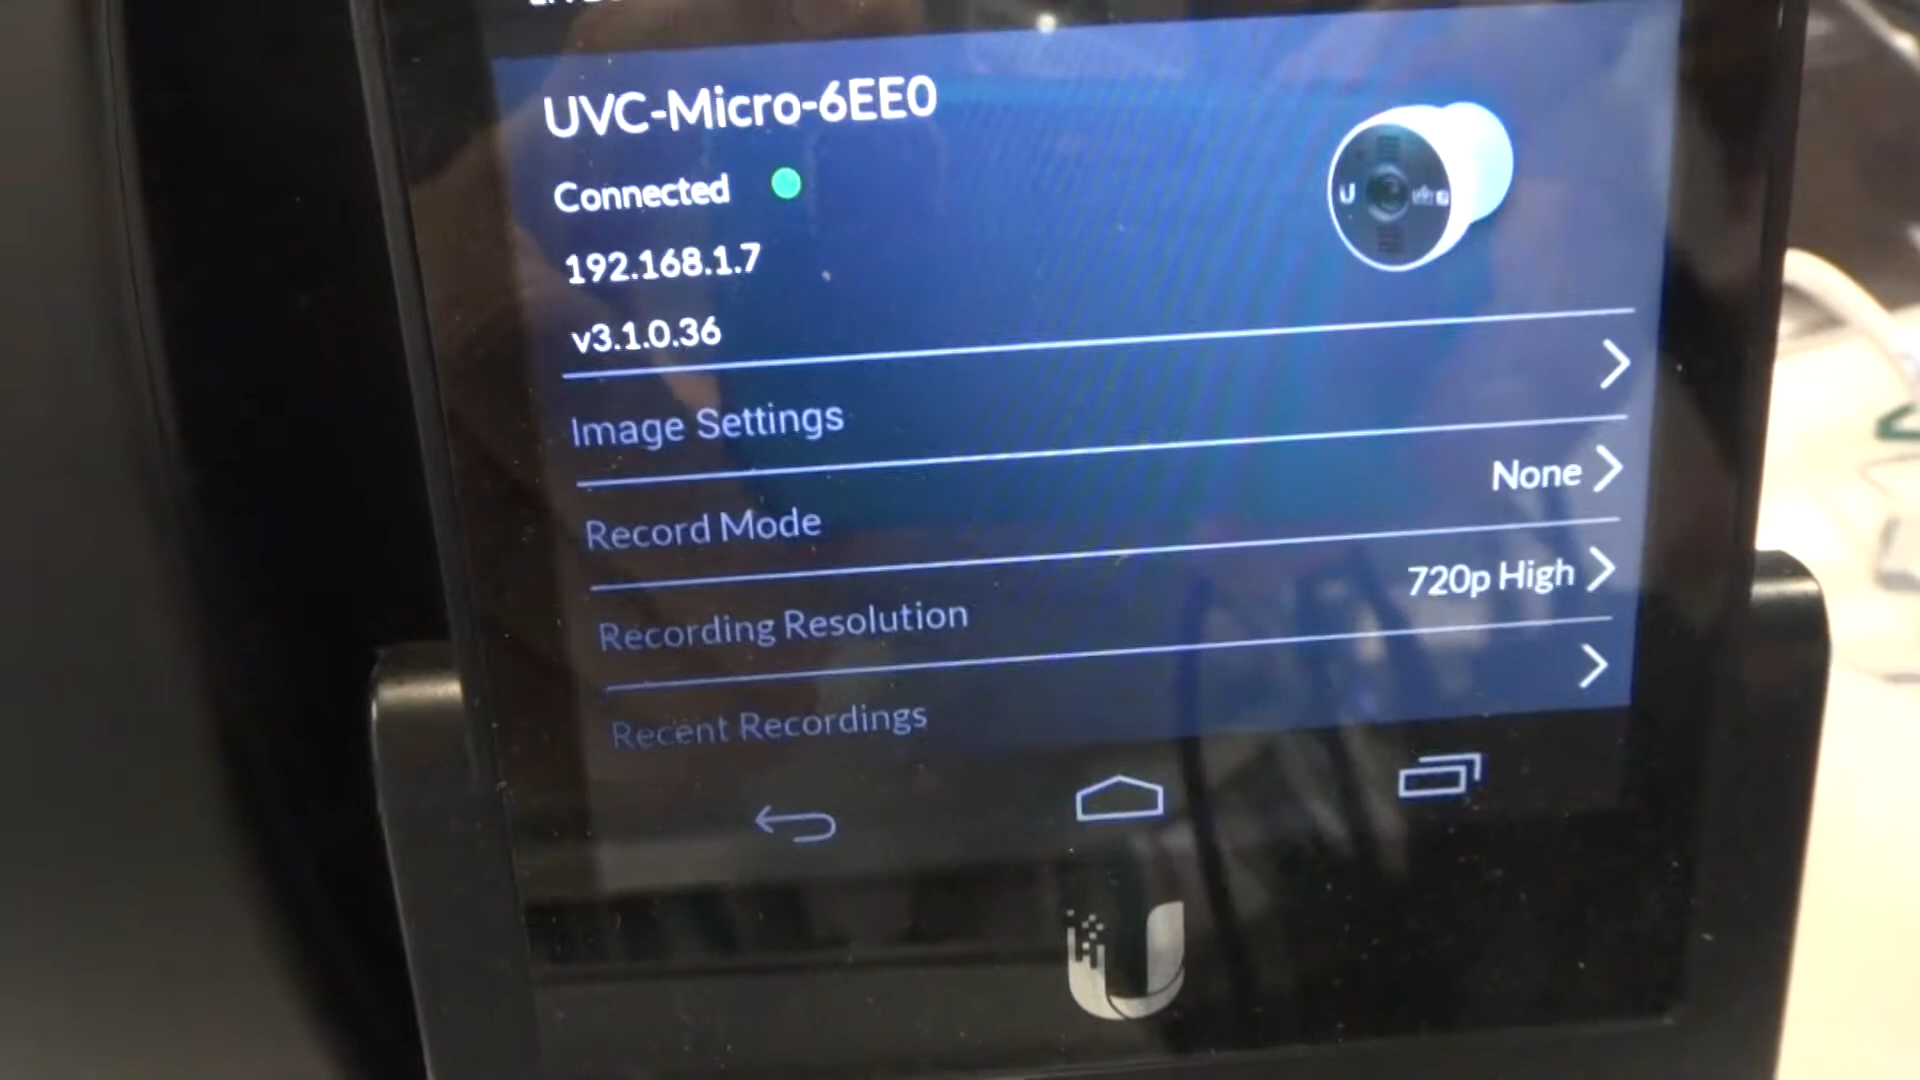 UVC-Micro-6EE0
Connected
192.168.1.7
v3.1.0.36
Image Settings
Record Mode
None
Recording Resolution
720p High
Recent Recordings